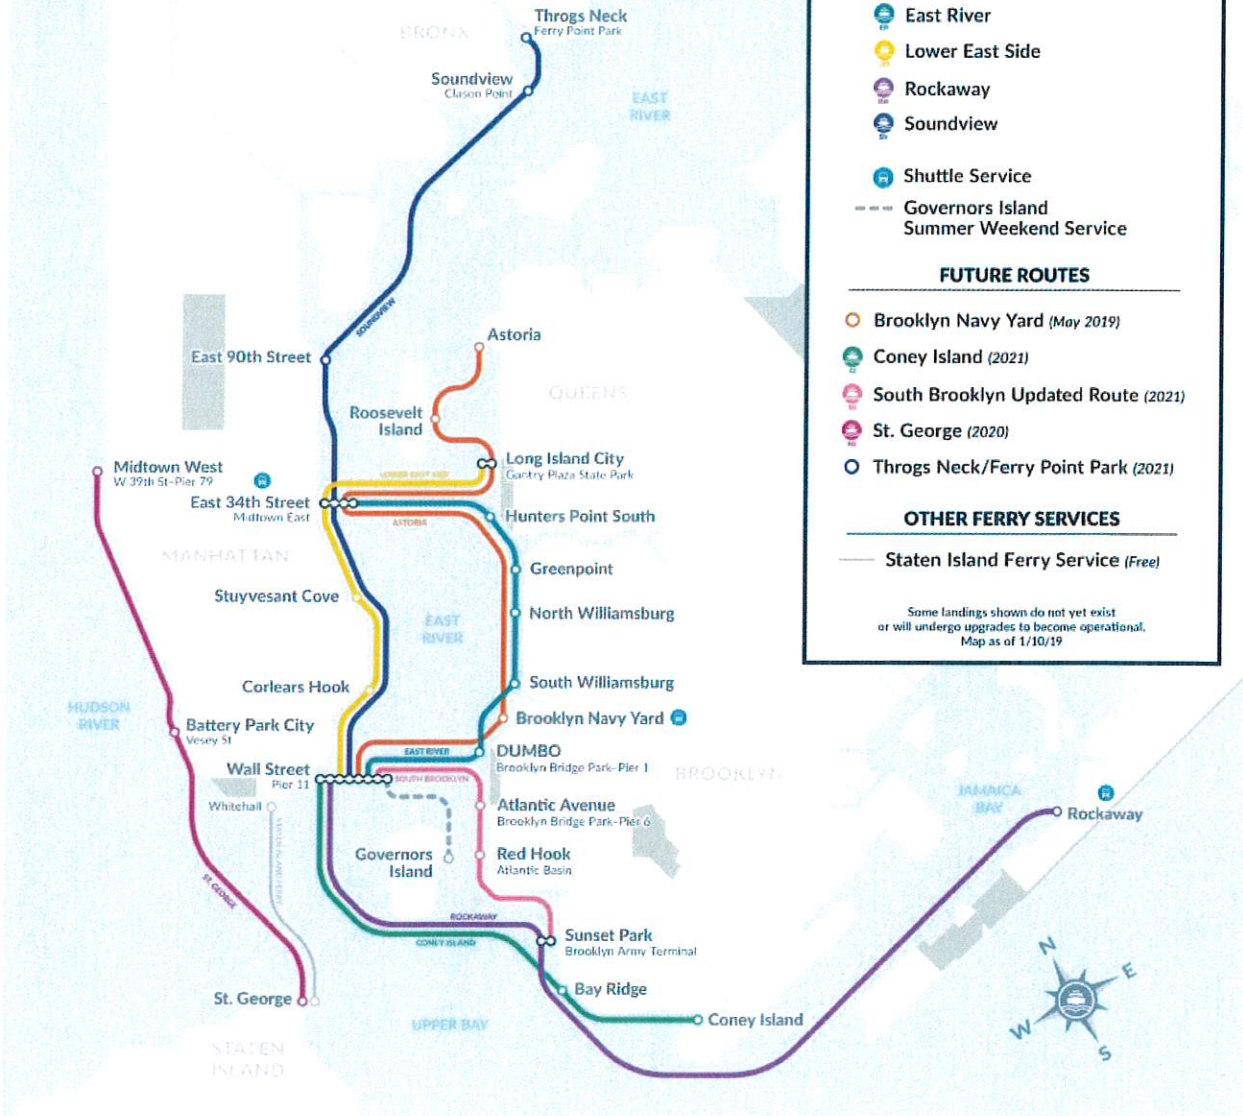 Throgs Neck
Ferry Point Park
BRONX
Soundview
Clason Point
EAST
RIVER
SOUNDVIEW
East 90th Street
Astoria
QUEENS
Roosevelt
Island
Midtown West
W 39th St-Pier 79
LOWER EAST SIDE
Long Island City
Gantry Plaza State Park
East 34th Street
Midtown East
ASTORIA
Hunters Point South
MANHATTAN
Greenpoint
Stuyvesant Cove
North Williamsburg
EAST
RIVER
Corlears Hook
South Williamsburg
HUDSON
RIVER
Battery Park City
Vesey St
Brooklyn Navy Yard
EAST RIVER
DUMBO
Brooklyn Bridge Park-Pier 1
Wall Street
Pier 11
SOUTH BROOKLYN
BROOKLYN
Whitehall
STATEN ISLAND FERRY
Atlantic Avenue
Brooklyn Bridge Park-Pier 6
JAMAICA
BAY
Rockaway
Governors
Island
Red Hook
Atlantic Basin
ST. GEORGE
ROCKAWAY
CONEY ISLAND
Sunset Park
Brooklyn Army Terminal
Bay Ridge
St. George
Coney Island
UPPER BAY
STATEN
ISLAND
N
E
W
S
East River
Lower East Side
Rockaway
Soundview
Shuttle Service
Governors Island
Summer Weekend Service
FUTURE ROUTES
Brooklyn Navy Yard (May 2019)
Coney Island (2021)
South Brooklyn Updated Route (2021)
St. George (2020)
Throgs Neck/Ferry Point Park (2021)
OTHER FERRY SERVICES
Staten Island Ferry Service (Free)
Some landings shown do not yet exist
or will undergo upgrades to become operational.
Map as of 1/10/19